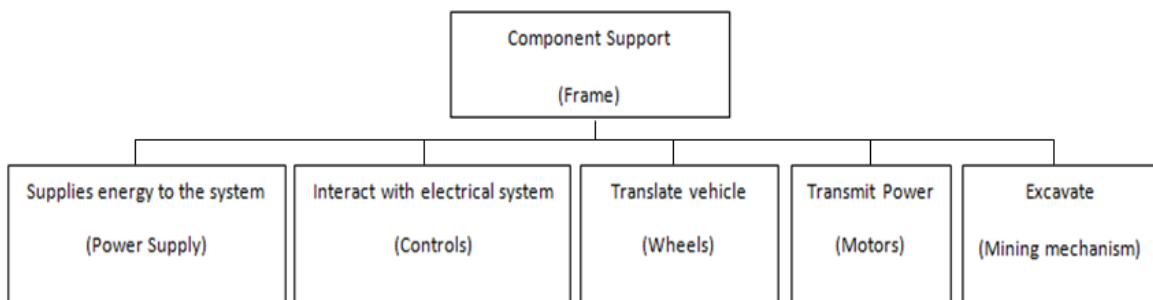 Component Support
(Frame)
Supplies energy to the system
(Power Supply)
Interact with electrical system
(Controls)
Translate vehicle
(Wheels)
Transmit Power
(Motors)
Excavate
(Mining mechanism)